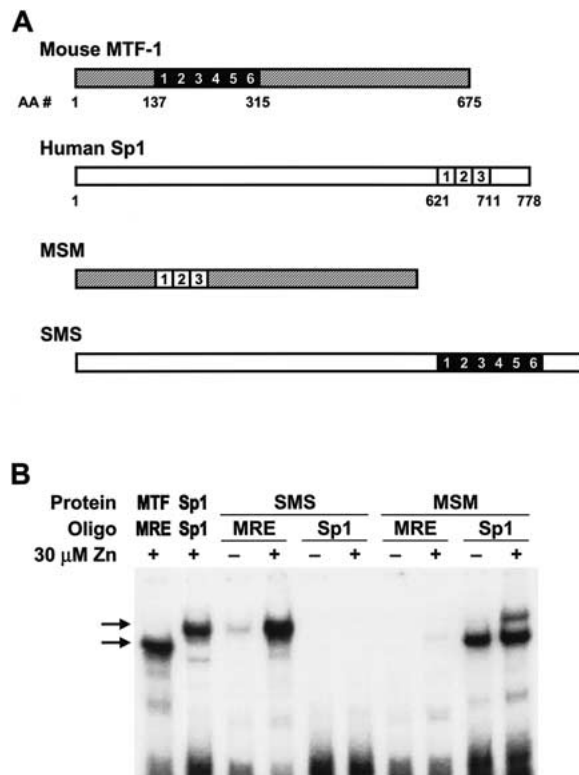 A
Mouse MTF-1
1 2 3 4 5 6
AA # 1 137 315 675
Human Sp1
1 2 3
1 621 711 778
MSM
1 2 3
SMS
1 2 3 4 5 6
B
Protein MTF Sp1 SMS MSM
Oligo MRE Sp1 MRE Sp1 MRE Sp1
30 μM Zn + + – + – + – + – +